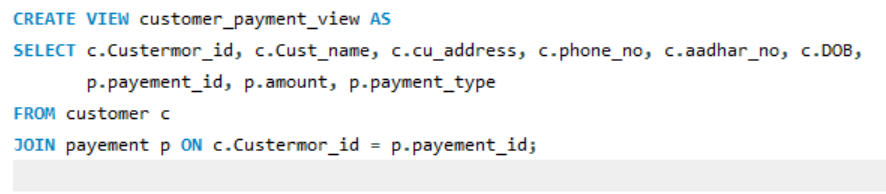 CREATE VIEW customer_payment_view AS
SELECT c.Custermor_id, c.Cust_name, c.cu_address, c.phone_no, c.aadhar_no, c.DOB,
p.payement_id, p.amount, p.payment_type
FROM customer c
JOIN payement p ON c.Custermor_id = p.payement_id;